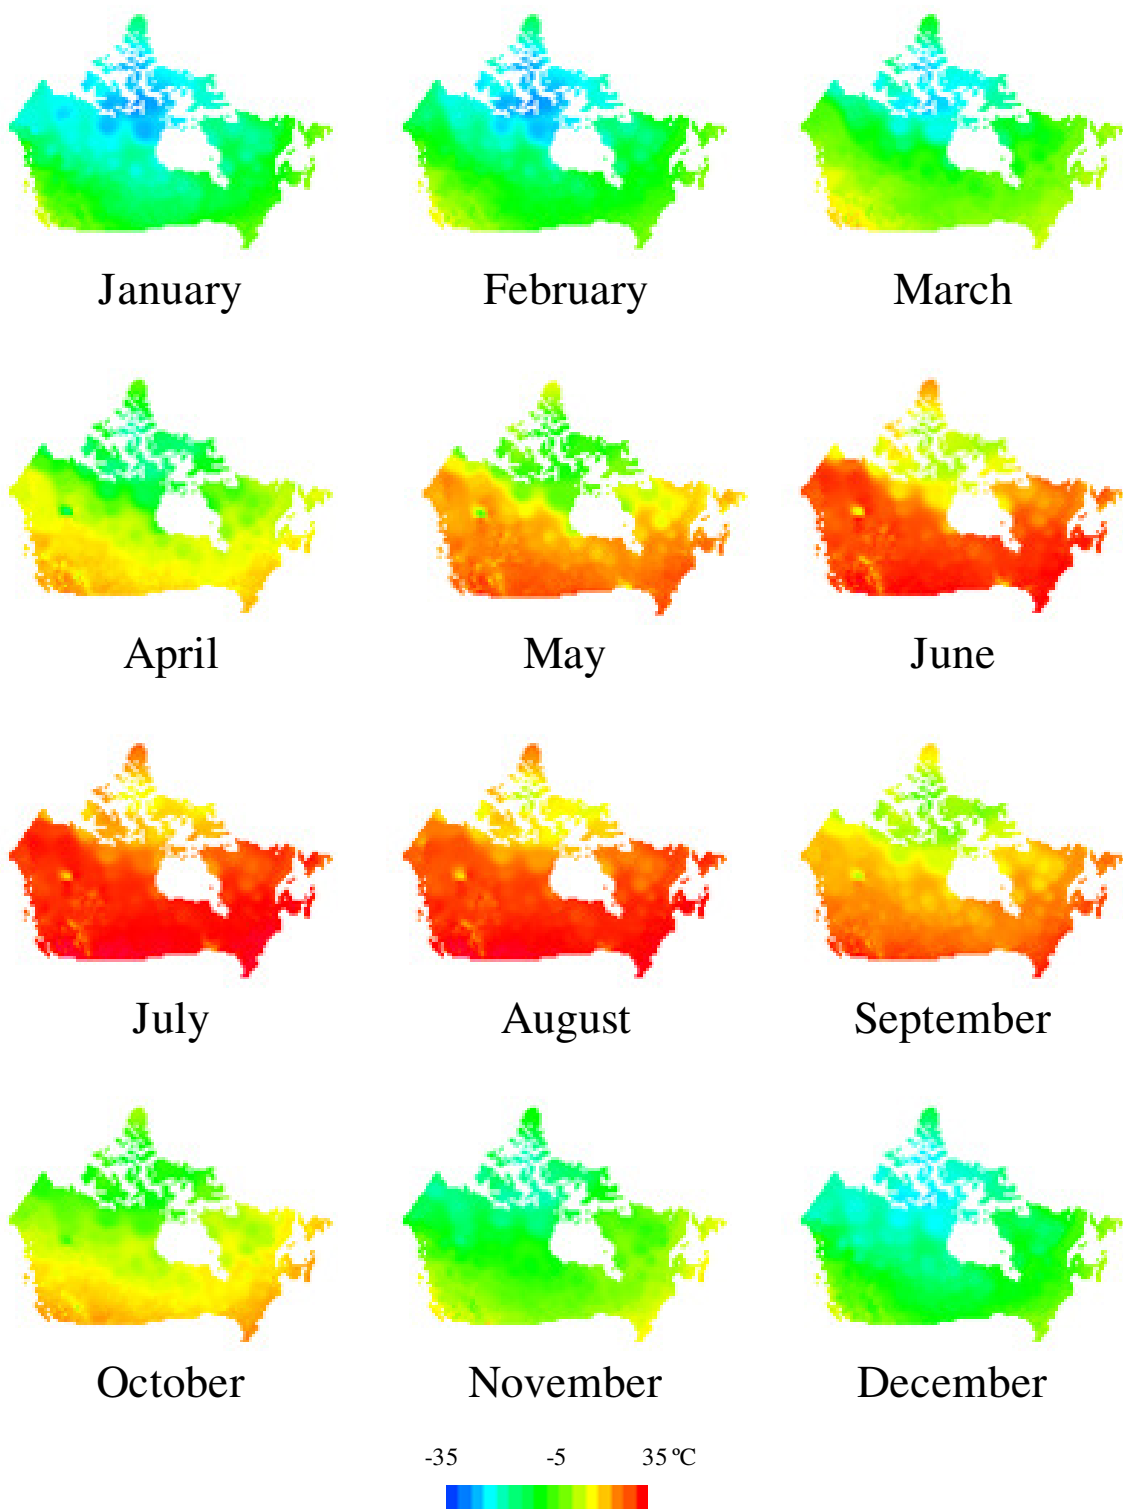 January February March
April May June
July August September
October November December
-35 -5 35 ºC